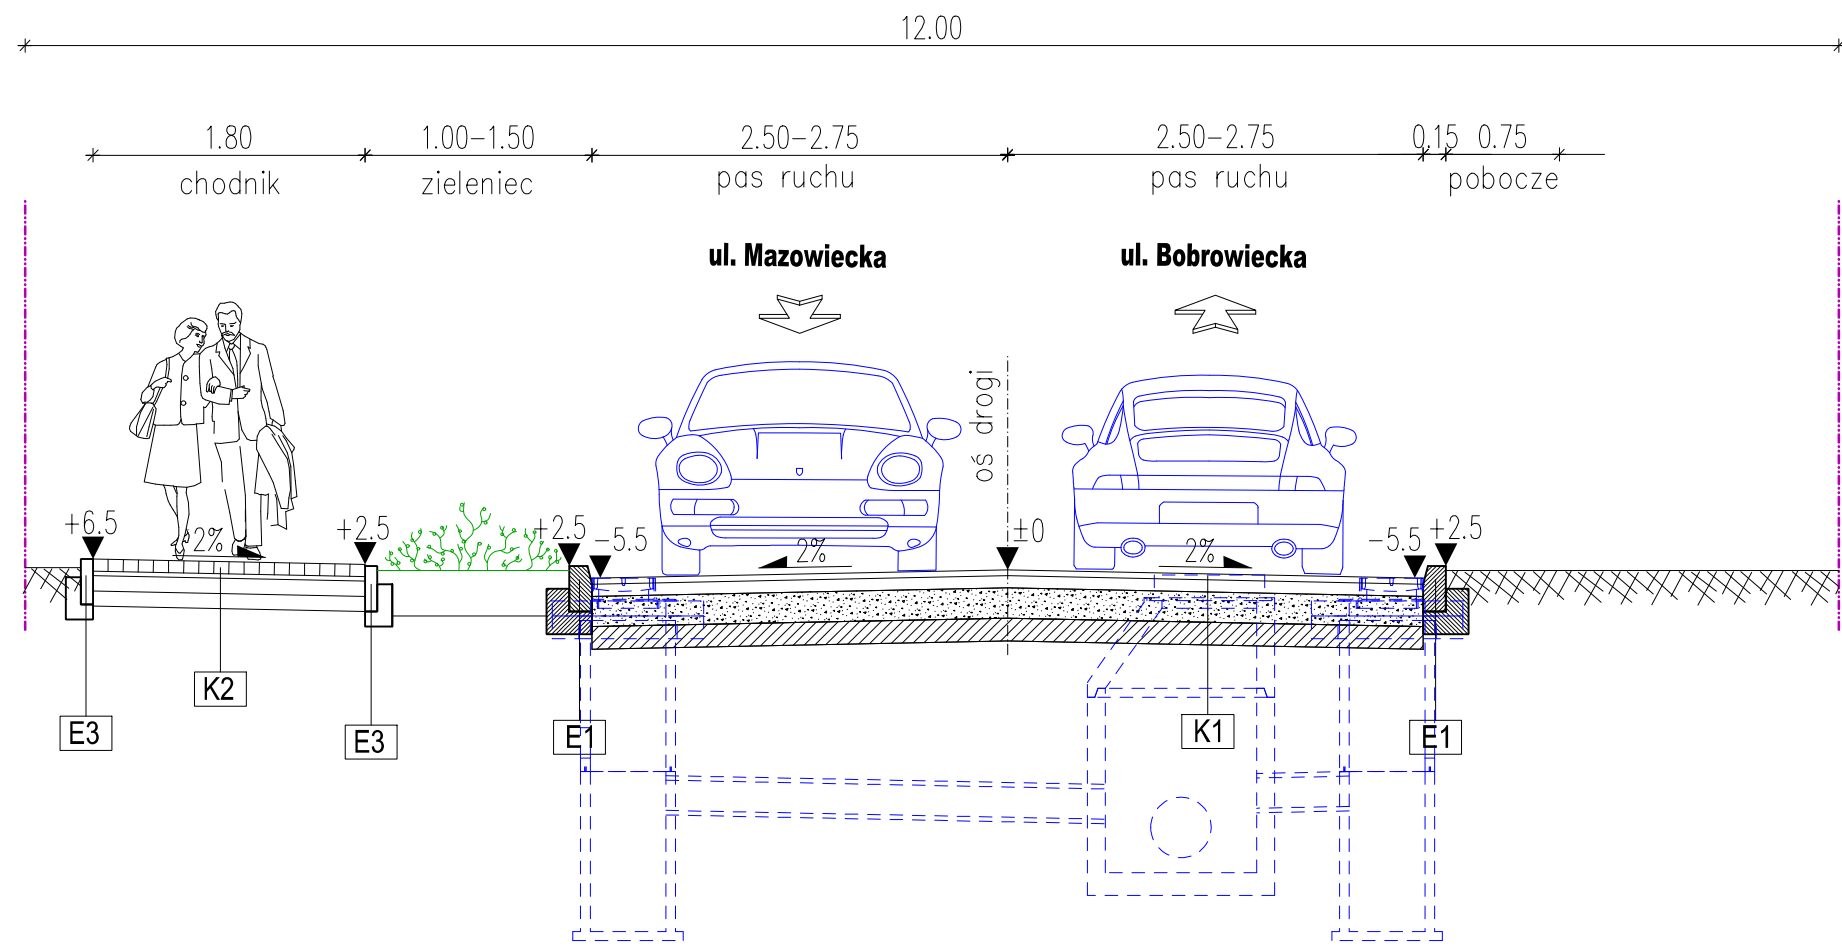 12.00
1.80 1.00-1.50 2.50-2.75 2.50-2.75 0.15 0.75
chodnik zieleniec pas ruchu pas ruchu pobocze
ul. Mazowiecka ul. Bobrowiecka
oś drogi
+6.5 2% +2.5 +2.5 -5.5 2% ±0 2% -5.5 +2.5
K2
E3 E3 E1 K1 E1